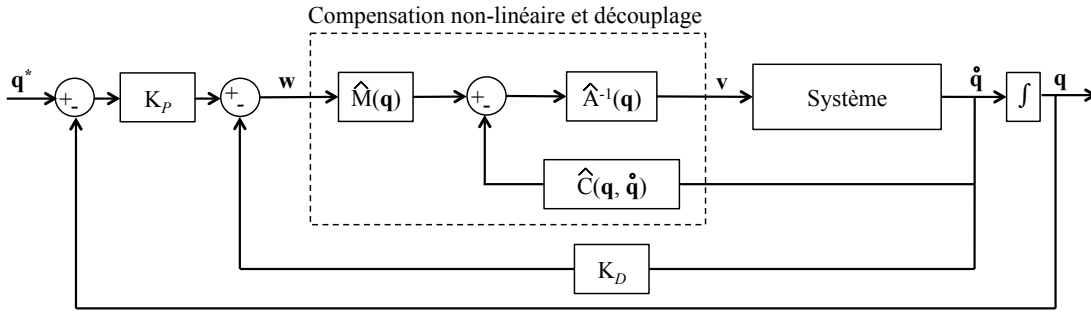 Compensation non-linéaire et découplage
q*
+
-
K_P
+
-
w
M̂(q)
+
-
Â⁻¹(q)
v
Système
q̊
∫
q
Ĉ(q, q̊)
K_D